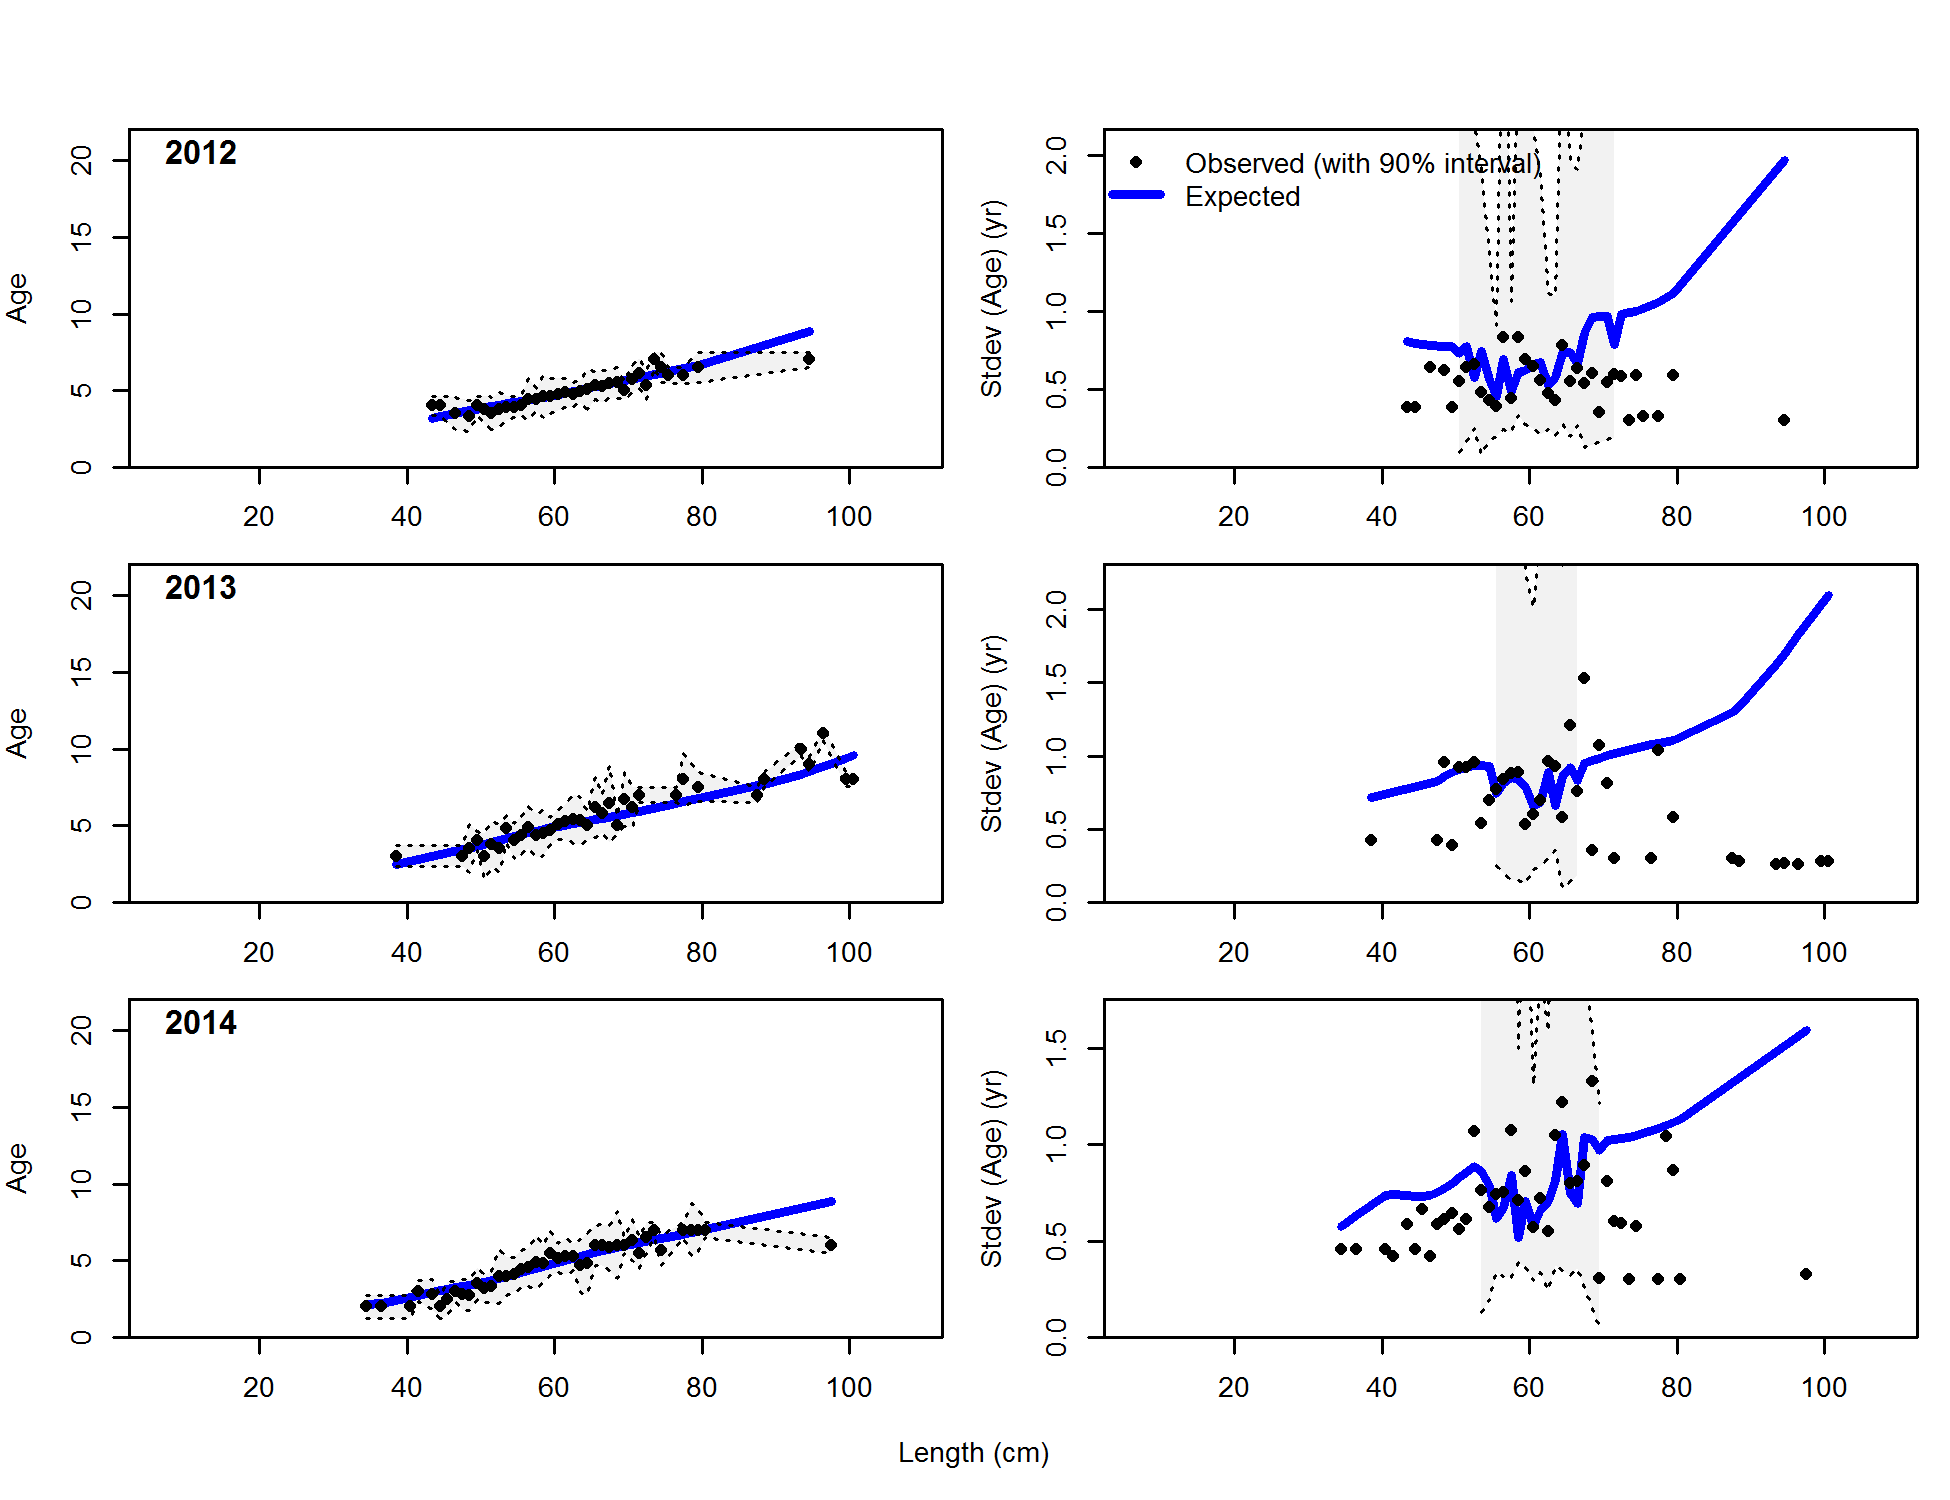 2012
Age
0 5 10 15 20
20 40 60 80 100
Observed (with 90% interval)
Expected
Stdev (Age) (yr)
0.0 0.5 1.0 1.5 2.0
20 40 60 80 100
2013
Age
0 5 10 15 20
20 40 60 80 100
Stdev (Age) (yr)
0.0 0.5 1.0 1.5 2.0
20 40 60 80 100
2014
Age
0 5 10 15 20
20 40 60 80 100
Stdev (Age) (yr)
0.0 0.5 1.0 1.5
20 40 60 80 100
Length (cm)